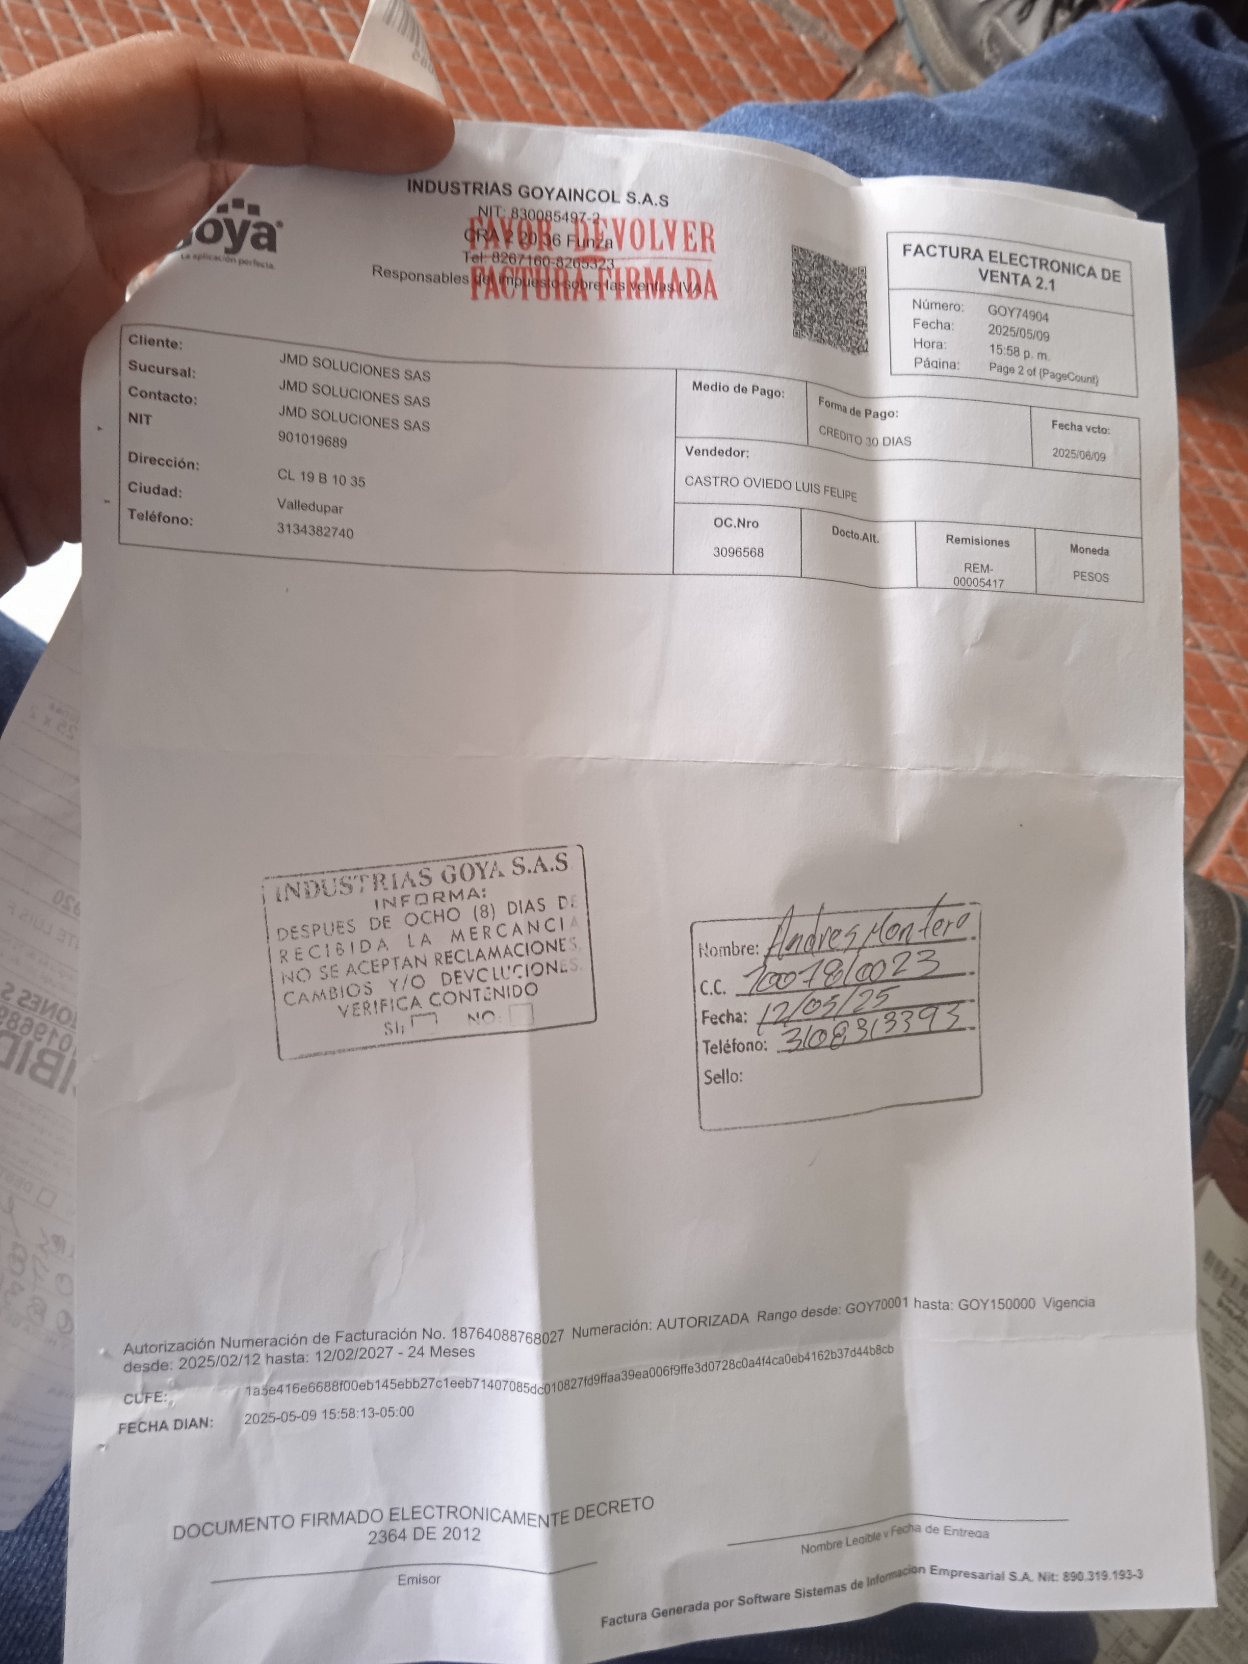 goya
La aplicación perfecta.
INDUSTRIAS GOYAINCOL S.A.S
NIT: 830085497-2
CRA 2 20 36 Funza
Tel: 8267160-8265323
Responsables del impuesto sobre las ventas IVA
FAVOR DEVOLVER
FACTURA FIRMADA
FACTURA ELECTRONICA DE
VENTA 2.1
Número: GOY74904
Fecha: 2025/05/09
Hora: 15:58 p. m.
Página: Page 2 of {PageCount}
Cliente: JMD SOLUCIONES SAS
Sucursal: JMD SOLUCIONES SAS
Contacto: JMD SOLUCIONES SAS
NIT 901019689
Dirección: CL 19 B 10 35
Ciudad: Valledupar
Teléfono: 3134382740
Medio de Pago:
Forma de Pago:
CREDITO 30 DIAS
Fecha vcto:
2025/06/09
Vendedor:
CASTRO OVIEDO LUIS FELIPE
OC.Nro
3096568
Docto.Alt.
Remisiones
REM-
00005417
Moneda
PESOS
INDUSTRIAS GOYA S.A.S
INFORMA:
DESPUES DE OCHO (8) DIAS DE
RECIBIDA LA MERCANCIA
NO SE ACEPTAN RECLAMACIONES,
CAMBIOS Y/O DEVOLUCIONES.
VERIFICA CONTENIDO
SI: NO:
Nombre: Andres Montero
C.C. 1007810023
Fecha: 12/05/25
Teléfono: 3108313393
Sello:
Autorización Numeración de Facturación No. 18764088768027 Numeración: AUTORIZADA Rango desde: GOY70001 hasta: GOY150000 Vigencia
desde: 2025/02/12 hasta: 12/02/2027 - 24 Meses
CUFE: 1a5e416e6688f00eb145ebb27c1eeb71407085dc010827fd9ffaa39ea006f9ffe3d0728c0a4f4ca0eb4162b37d44b8cb
FECHA DIAN: 2025-05-09 15:58:13-05:00
DOCUMENTO FIRMADO ELECTRONICAMENTE DECRETO
2364 DE 2012
Emisor
Nombre Legible y Fecha de Entrega
Factura Generada por Software Sistemas de Informacion Empresarial S.A. Nit: 890.319.193-3